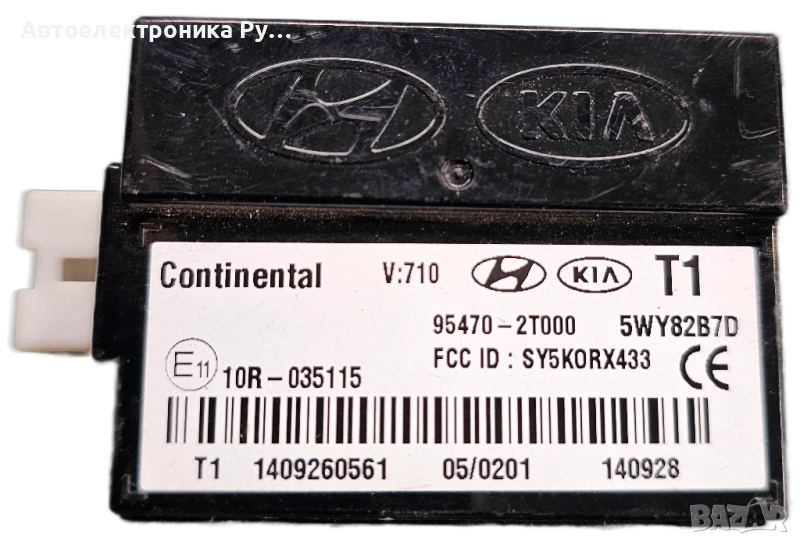 Автоелектроника Ру...
KIA
Continental V:710 KIA T1
95470-2T000 5WY82B7D
FCC ID : SY5KORX433 CE
E11 10R-035115
T1 1409260561 05/0201 140928
BAZAR